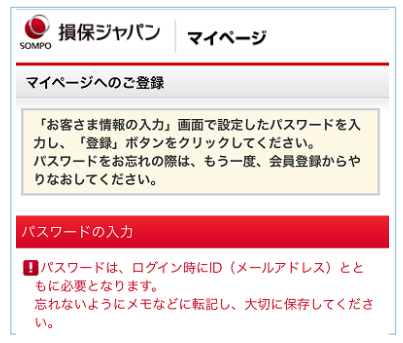 損保ジャパン マイページ
SOMPO
マイページへのご登録
「お客さま情報の入力」画面で設定したパスワードを入
力し、「登録」ボタンをクリックしてください。
パスワードをお忘れの際は、もう一度、会員登録からや
りなおしてください。
パスワードの入力
!パスワードは、ログイン時にID（メールアドレス）とと
もに必要となります。
忘れないようにメモなどに転記し、大切に保存してくださ
い。